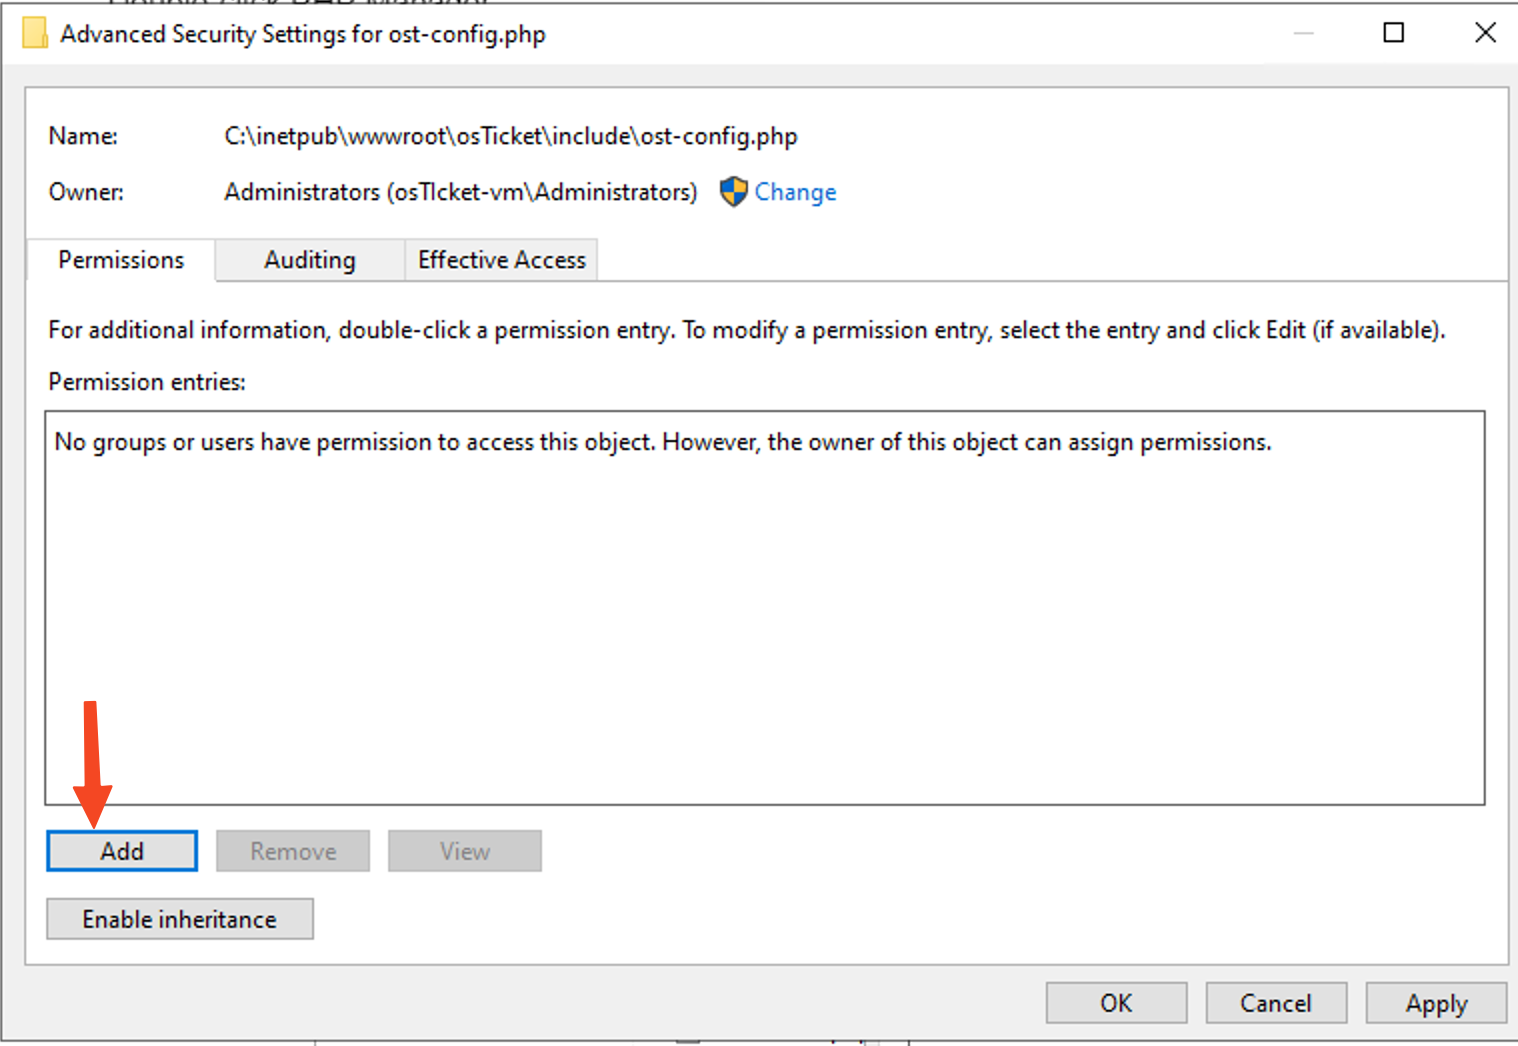 Advanced Security Settings for ost-config.php
Name: C:\inetpub\wwwroot\osTicket\include\ost-config.php
Owner: Administrators (osTIcket-vm\Administrators) Change
Permissions Auditing Effective Access
For additional information, double-click a permission entry. To modify a permission entry, select the entry and click Edit (if available).
Permission entries:
No groups or users have permission to access this object. However, the owner of this object can assign permissions.
Add Remove View
Enable inheritance
OK Cancel Apply